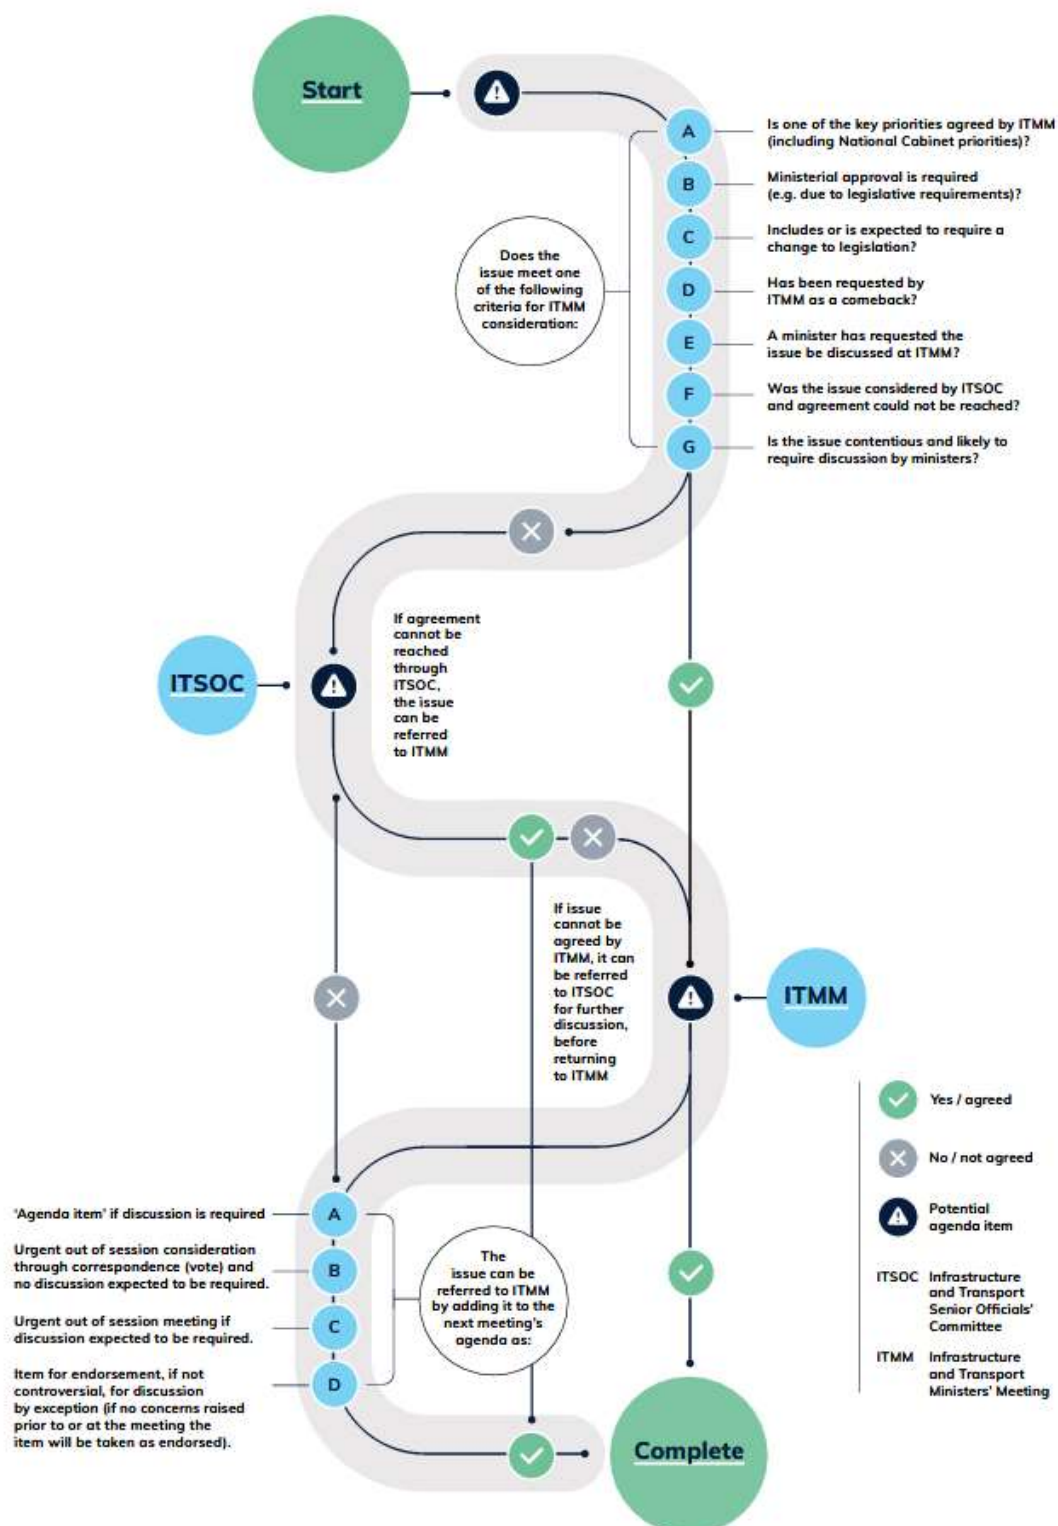 Start
A
Is one of the key priorities agreed by ITMM
(including National Cabinet priorities)?
B
Ministerial approval is required
(e.g. due to legislative requirements)?
C
Includes or is expected to require a
change to legislation?
Does the
issue meet one
of the following
criteria for ITMM
consideration:
D
Has been requested by
ITMM as a comeback?
E
A minister has requested the
issue be discussed at ITMM?
F
Was the issue considered by ITSOC
and agreement could not be reached?
G
Is the issue contentious and likely to
require discussion by ministers?
ITSOC
If agreement
cannot be
reached
through
ITSOC,
the issue
can be
referred
to ITMM
If issue
cannot be
agreed by
ITMM, it can
be referred
to ITSOC
for further
discussion,
before
returning
to ITMM
ITMM
Yes / agreed
No / not agreed
Potential
agenda item
ITSOC Infrastructure
and Transport
Senior Officials'
Committee
ITMM Infrastructure
and Transport
Ministers' Meeting
'Agenda item' if discussion is required
A
Urgent out of session consideration
through correspondence (vote) and
no discussion expected to be required.
B
Urgent out of session meeting if
discussion expected to be required.
C
Item for endorsement, if not
controversial, for discussion
by exception (if no concerns raised
prior to or at the meeting the
item will be taken as endorsed).
D
The
issue can be
referred to ITMM
by adding it to the
next meeting's
agenda as:
Complete